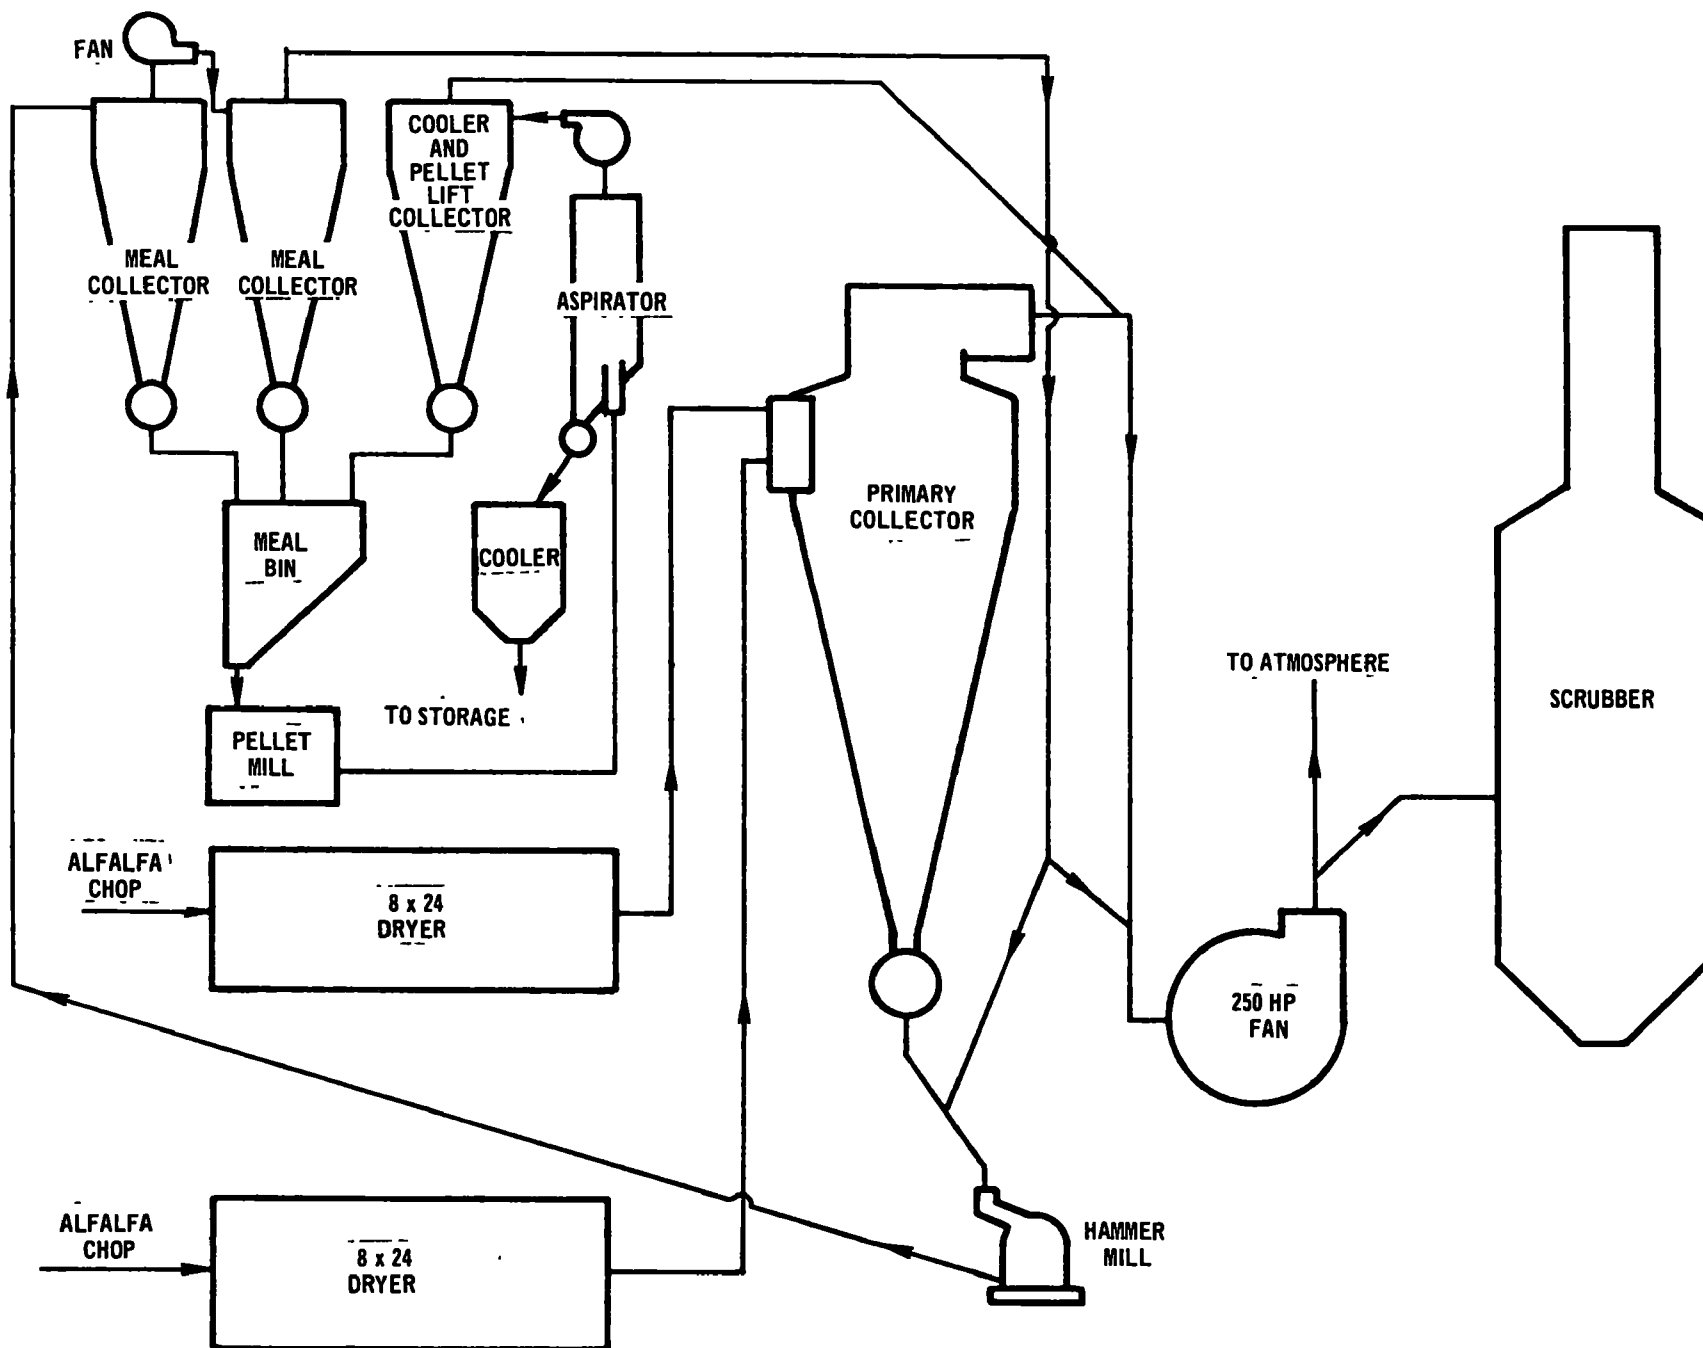 FAN
COOLER
AND
PELLET
LIFT
COLLECTOR
MEAL
COLLECTOR
MEAL
COLLECTOR
ASPIRATOR
PRIMARY
COLLECTOR
MEAL
BIN
COOLER
TO ATMOSPHERE
SCRUBBER
TO STORAGE
PELLET
MILL
ALFALFA
CHOP
8 x 24
DRYER
250 HP
FAN
ALFALFA
CHOP
8 x 24
DRYER
HAMMER
MILL